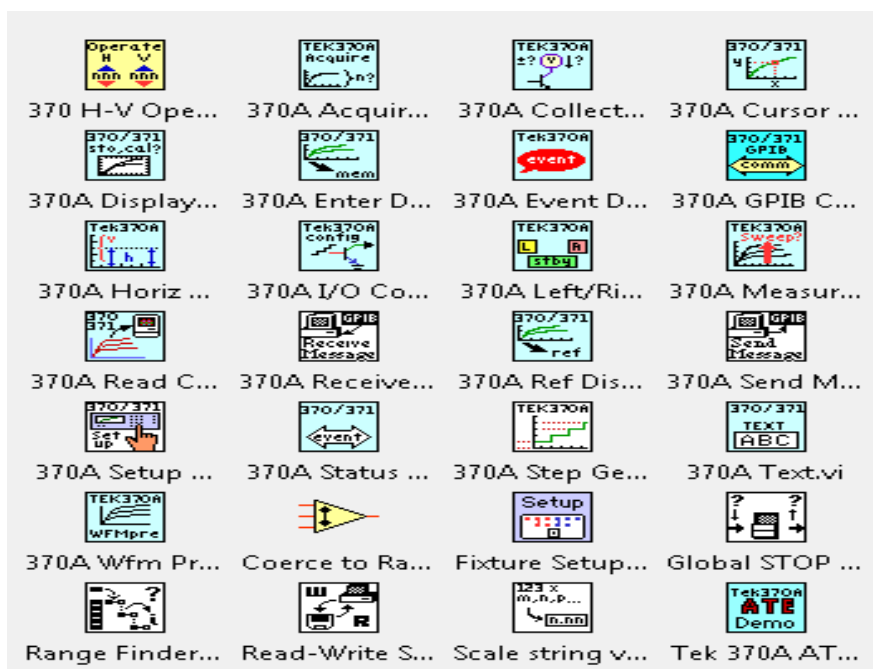 Operate
H V
nnn nnn
TEK370A
Acquire
}n?
TEK370A
±? V ↓?
370/371
y
x
370 H-V Ope... 370A Acquir... 370A Collect... 370A Cursor ...
370/371
sto,cal?
370/371
mem
Tek370A
event
370/371
GPIB
comm
370A Display... 370A Enter D... 370A Event D... 370A GPIB C...
Tek370A
v
h
Tek370A
config
TEK370A
L R
stby
TEK370A
Sweep?
370A Horiz ... 370A I/O Co... 370A Left/Ri... 370A Measur...
370
371
GPIB
Receive
Message
370/371
ref
GPIB
Send
Message
370A Read C... 370A Receive... 370A Ref Dis... 370A Send M...
370/371
Set
up
370/371
event
TEK370A
370/371
TEXT
ABC
370A Setup ... 370A Status ... 370A Step Ge... 370A Text.vi
TEK370A
WFMpre
Setup
? ?
370A Wfm Pr... Coerce to Ra... Fixture Setup... Global STOP ...
?
W
R
123 x
m,n,p...
n.nn
Tek370A
ATE
Demo
Range Finder... Read-Write S... Scale string v... Tek 370A AT...